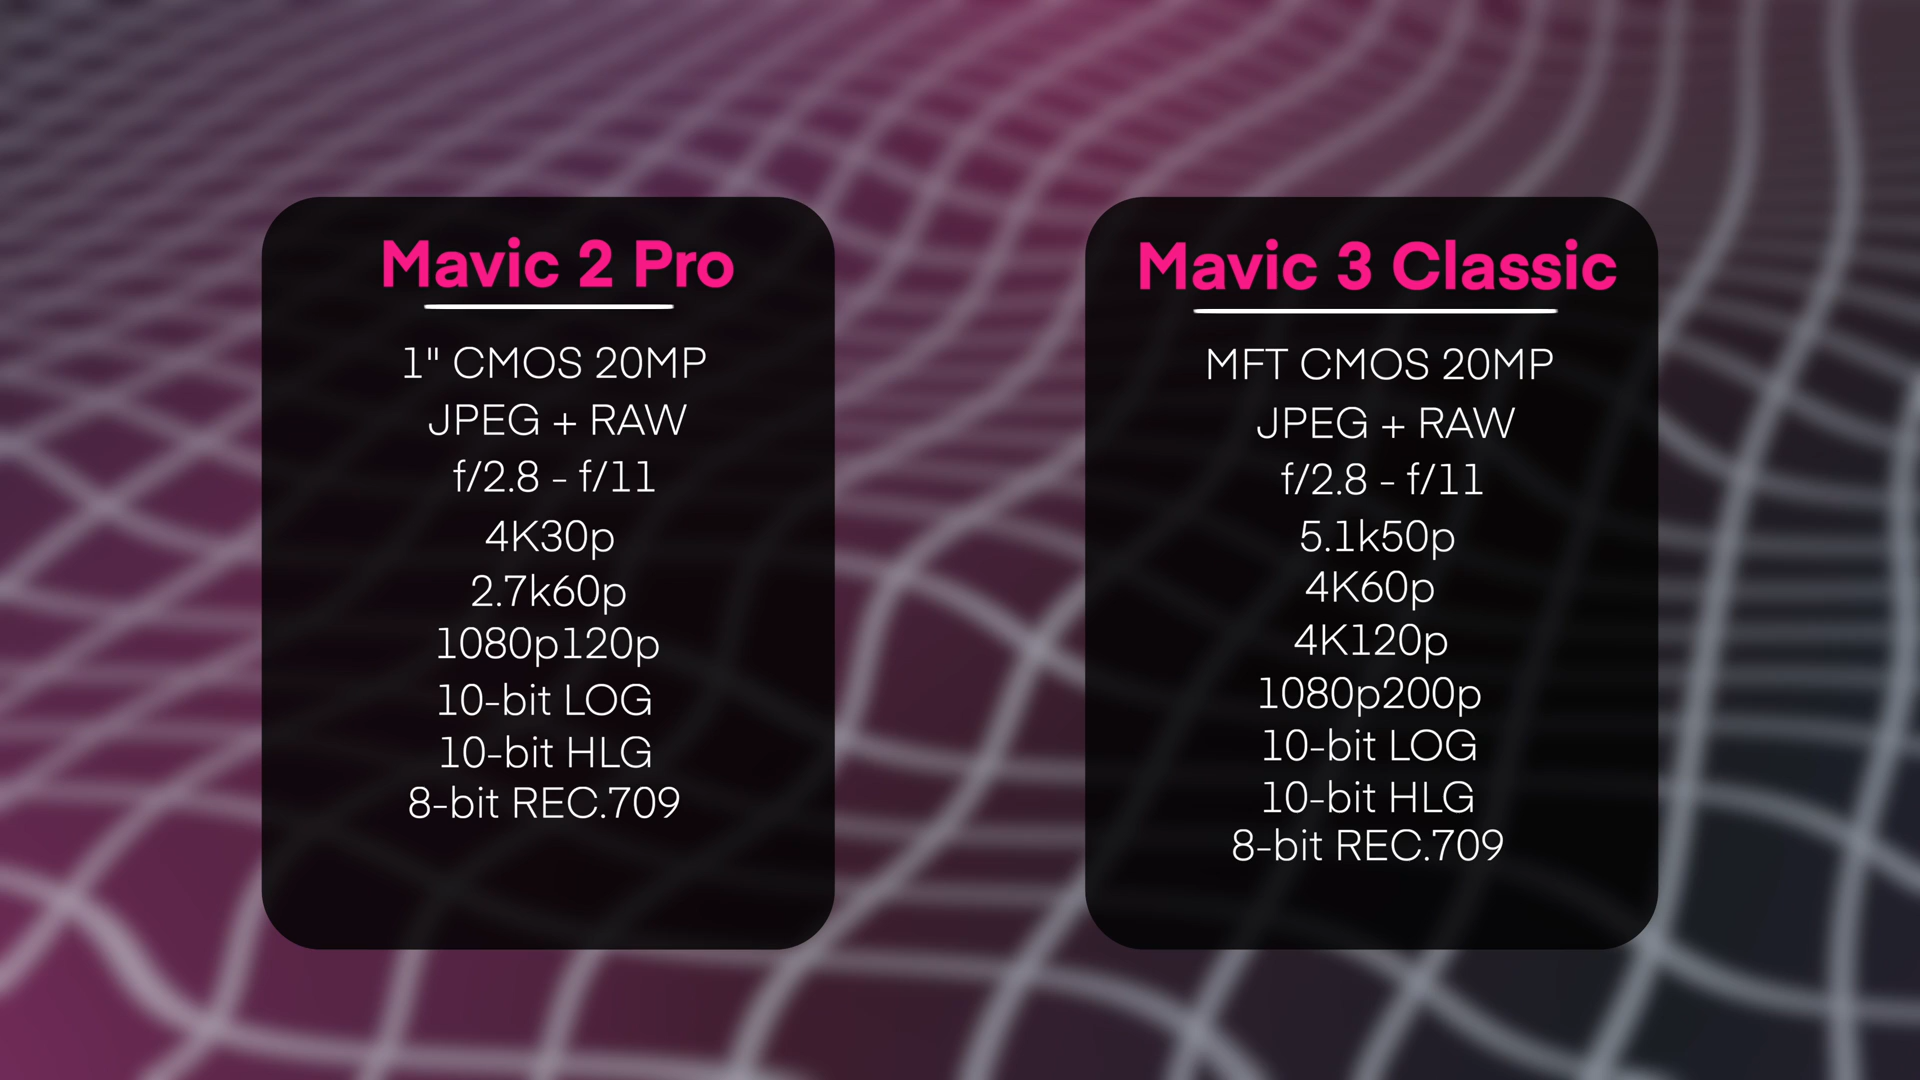 Mavic 2 Pro
1" CMOS 20MP
JPEG + RAW
f/2.8 - f/11
4K30p
2.7k60p
1080p120p
10-bit LOG
10-bit HLG
8-bit REC.709
Mavic 3 Classic
MFT CMOS 20MP
JPEG + RAW
f/2.8 - f/11
5.1k50p
4K60p
4K120p
1080p200p
10-bit LOG
10-bit HLG
8-bit REC.709